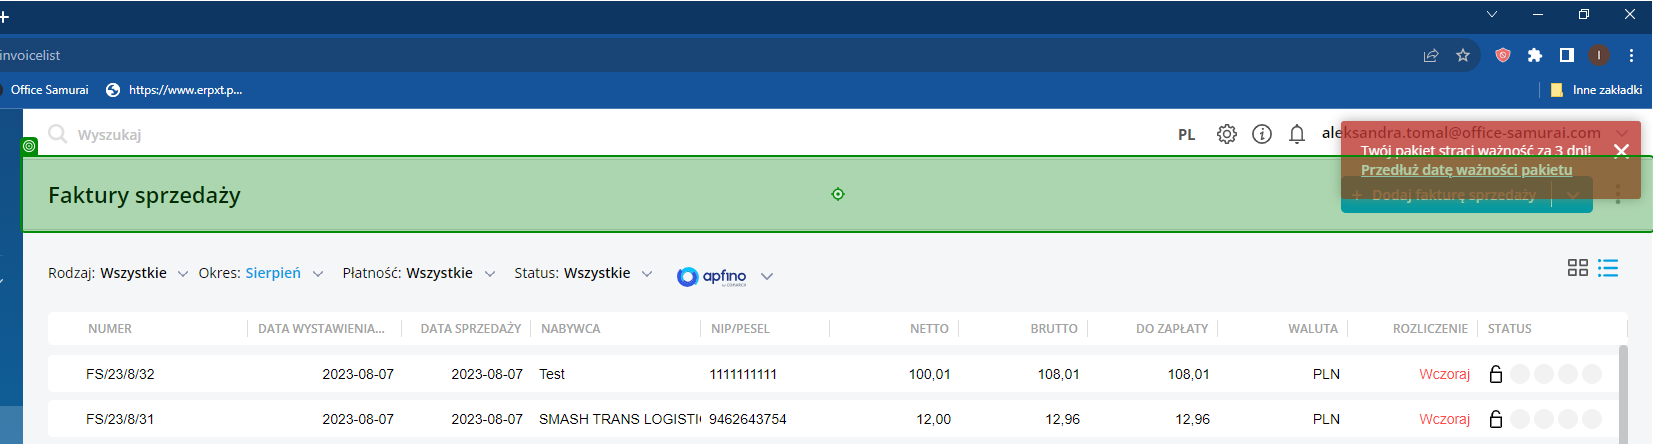 invoicelist
Office Samurai https://www.erpxt.p... Inne zakładki
Wyszukaj PL aleksandra.tomal@office-samurai.com
Twój pakiet straci ważność za 3 dni!
Przedłuż datę ważności pakietu
Faktury sprzedaży + Dodaj fakturę sprzedaży
Rodzaj: Wszystkie Okres: Sierpień Płatność: Wszystkie Status: Wszystkie apfino
NUMER DATA WYSTAWIENIA... DATA SPRZEDAŻY NABYWCA NIP/PESEL NETTO BRUTTO DO ZAPŁATY WALUTA ROZLICZENIE STATUS
FS/23/8/32 2023-08-07 2023-08-07 Test 1111111111 100,01 108,01 108,01 PLN Wczoraj
FS/23/8/31 2023-08-07 2023-08-07 SMASH TRANS LOGISTI 9462643754 12,00 12,96 12,96 PLN Wczoraj